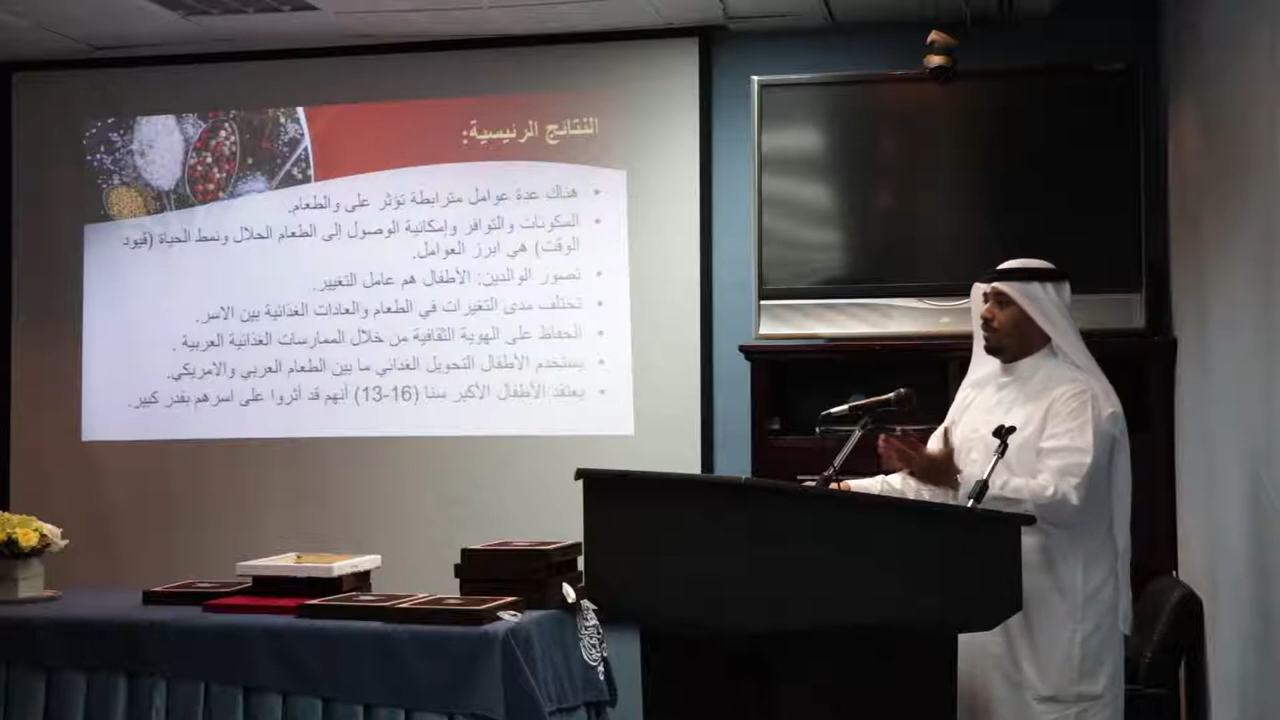 النتائج الرئيسية:
• هناك عدة عوامل مترابطة تؤثر على والطعام.
• المكونات والتوافر وإمكانية الوصول إلى الطعام الحلال ونمط الحياة (قيود
الوقت) هي ابرز العوامل.
• تصور الوالدين: الأطفال هم عامل التغيير.
• تختلف مدى التغيرات في الطعام والعادات الغذائية بين الاسر.
• الحفاظ على الهوية الثقافية من خلال الممارسات الغذائية العربية .
• يستخدم الأطفال التحويل الغذائي ما بين الطعام العربي والامريكي.
• يعتقد الأطفال الأكبر سنا (13-16) أنهم قد أثروا على اسرهم بقدر كبير.